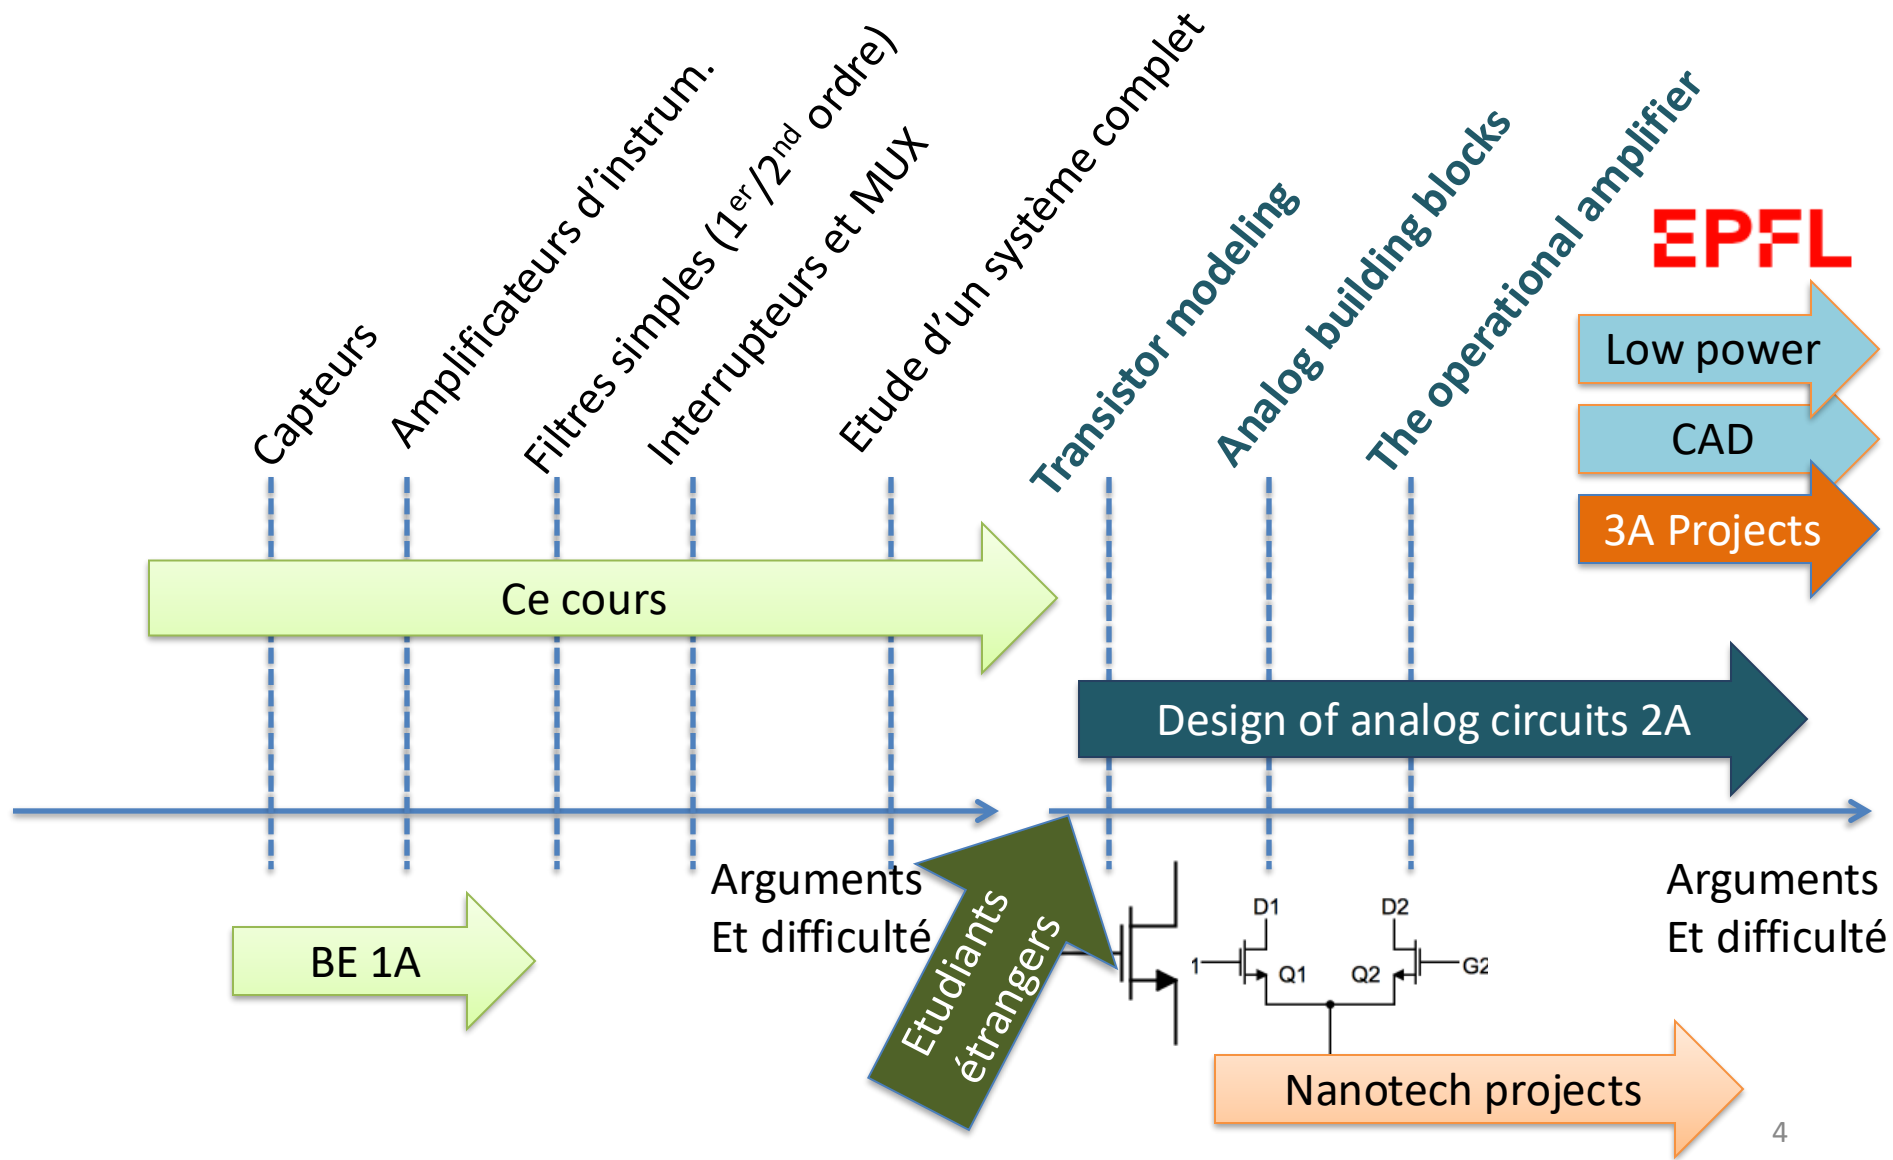 Capteurs
Amplificateurs d’instrum.
Filtres simples (1er/2nd ordre)
Interrupteurs et MUX
Etude d’un système complet
Transistor modeling
Analog building blocks
The operational amplifier
EPFL
Low power
CAD
3A Projects
Ce cours
Design of analog circuits 2A
Arguments
Et difficulté
Arguments
Et difficulté
BE 1A
Etudiants
étrangers
D1
D2
1
Q1
Q2
G2
Nanotech projects
4